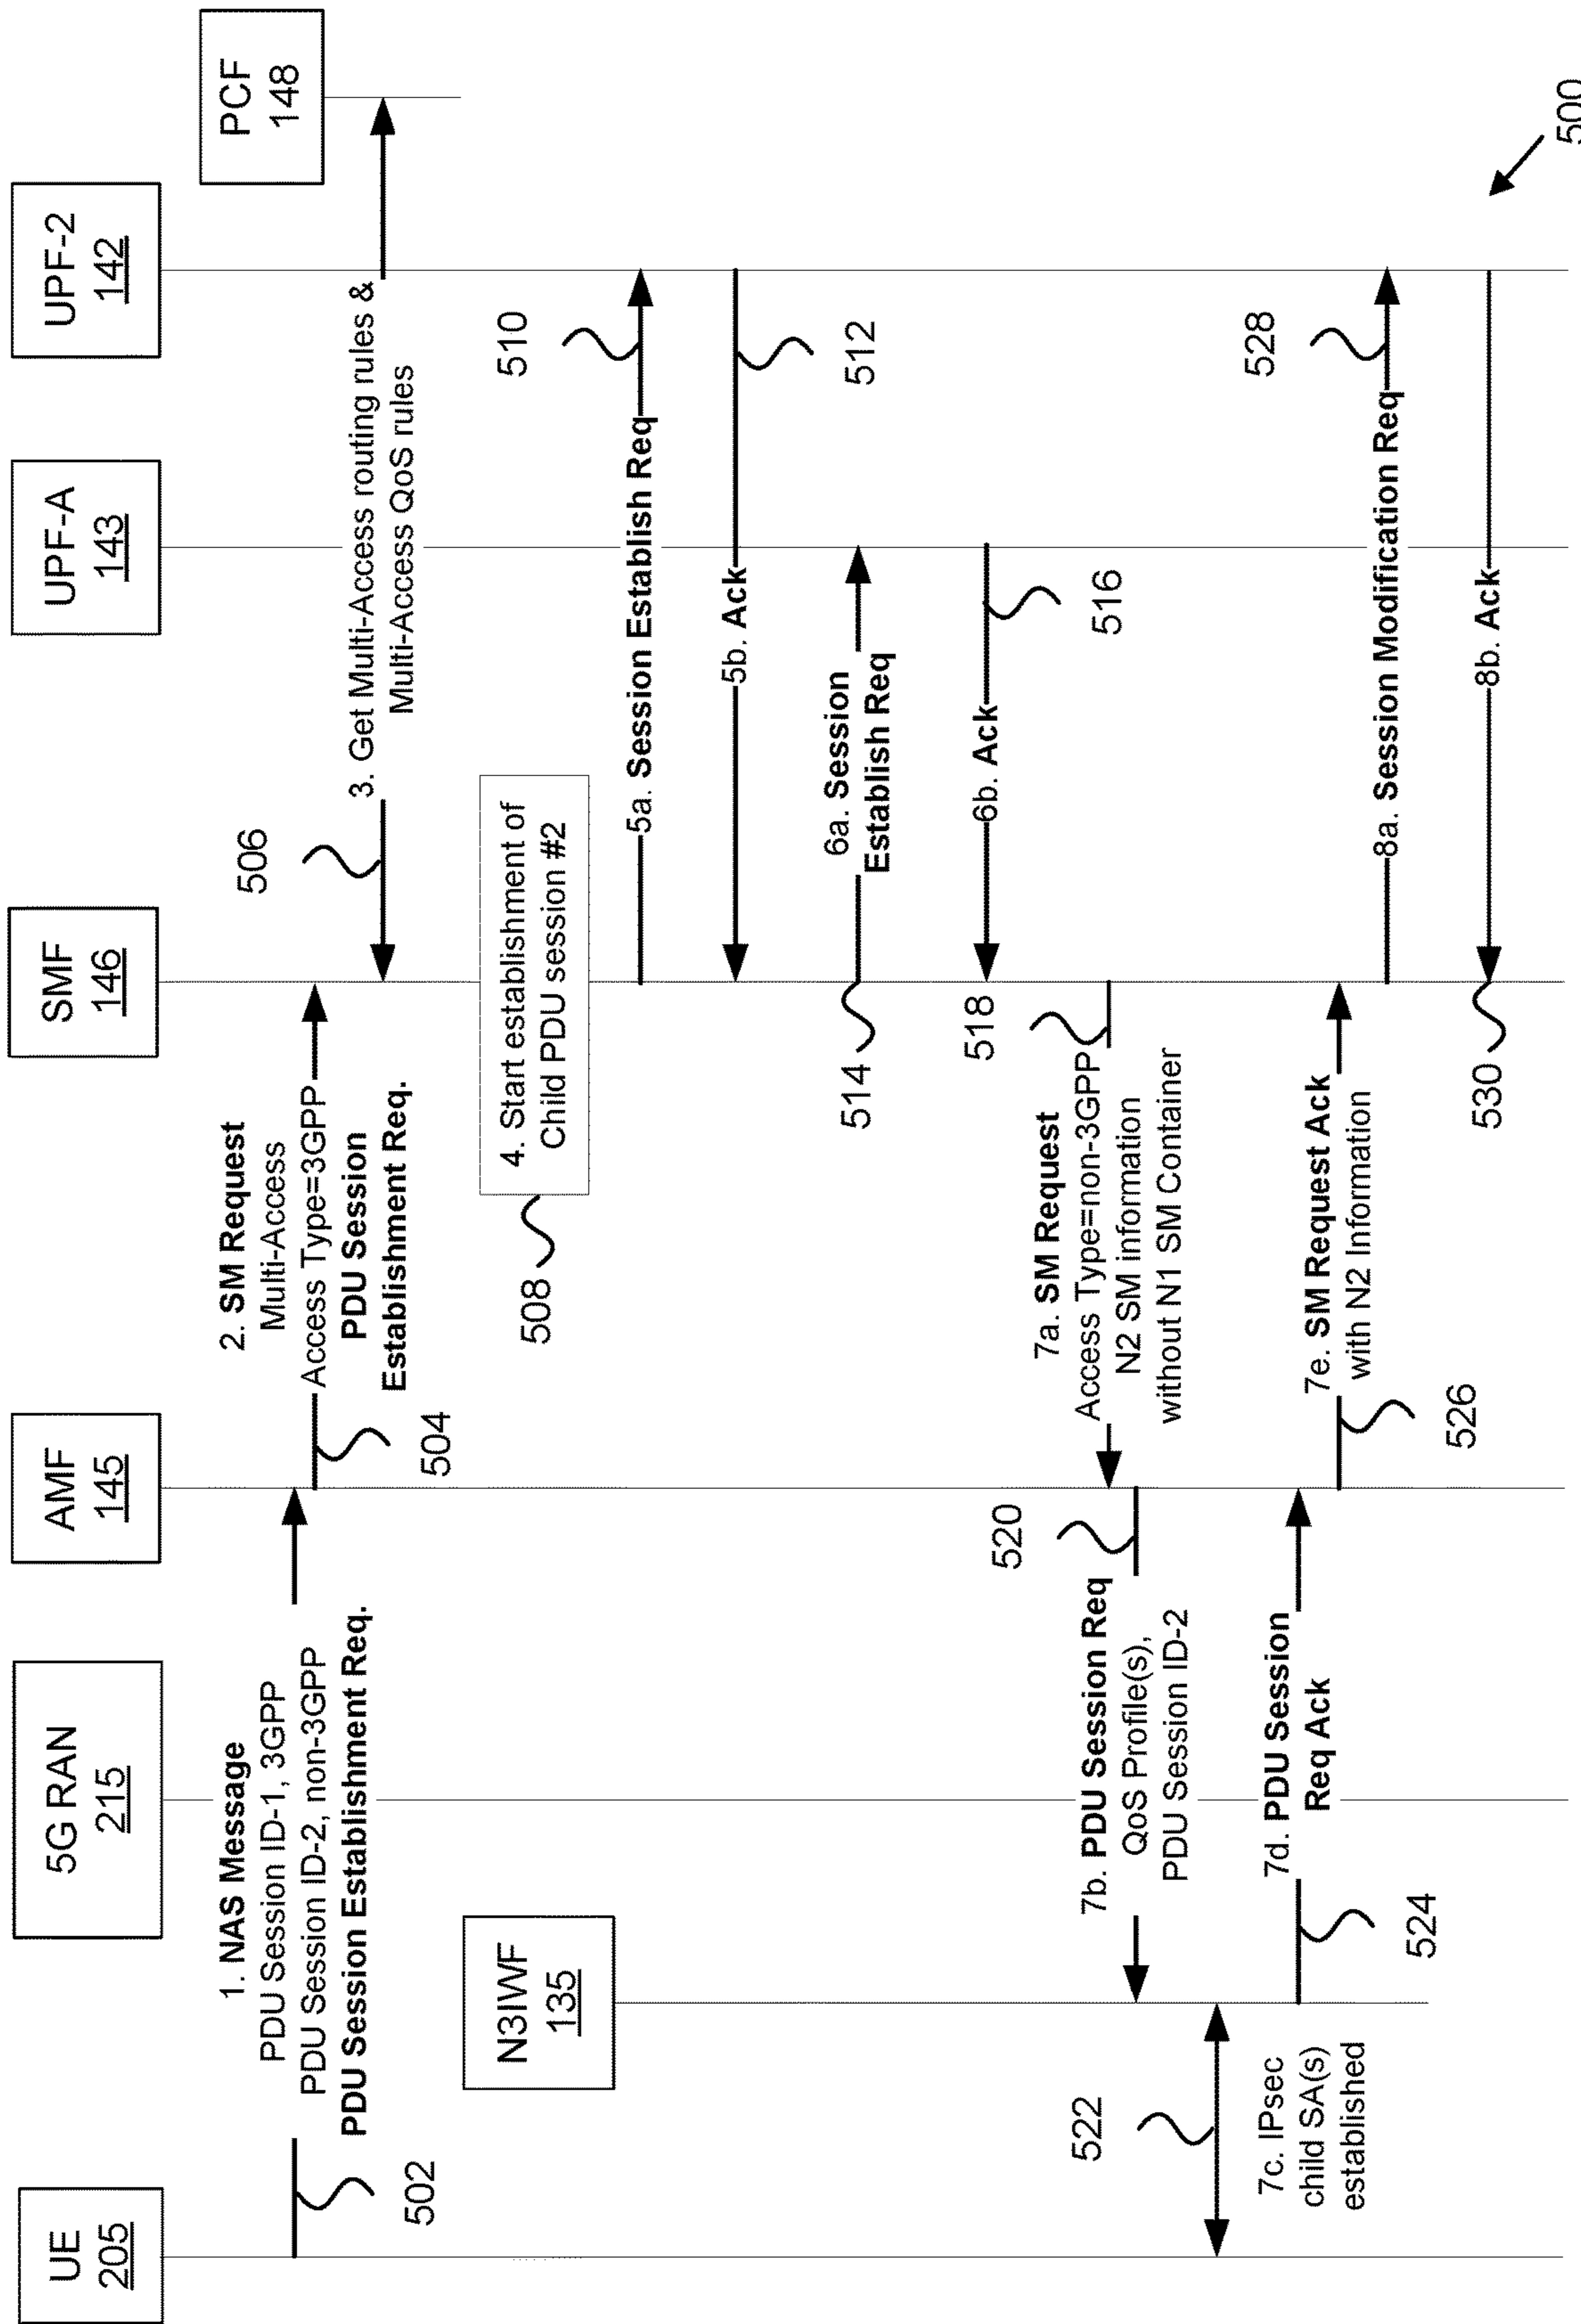 UE
205
5G RAN
215
AMF
145
SMF
146
UPF-A
143
UPF-2
142
PCF
148
N3IWF
135
1. NAS Message
PDU Session ID-1, 3GPP
PDU Session ID-2, non-3GPP
PDU Session Establishment Req.
502
2. SM Request
Multi-Access
Access Type=3GPP
PDU Session
Establishment Req.
504
506
3. Get Multi-Access routing rules &
Multi-Access QoS rules
4. Start establishment of
Child PDU session #2
508
5a. Session Establish Req
510
5b. Ack
512
6a. Session
Establish Req
514
6b. Ack
516
518
7a. SM Request
Access Type=non-3GPP
N2 SM information
without N1 SM Container
520
7b. PDU Session Req
QoS Profile(s),
PDU Session ID-2
522
7c. IPsec
child SA(s)
established
7d. PDU Session
Req Ack
524
7e. SM Request Ack
with N2 Information
526
8a. Session Modification Req
528
8b. Ack
530
500